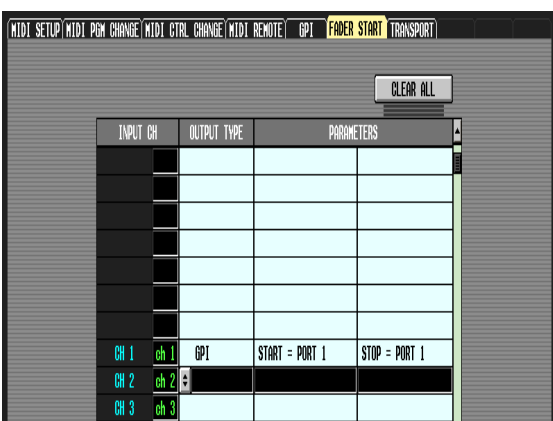 MIDI SETUP MIDI PGM CHANGE MIDI CTRL CHANGE MIDI REMOTE GPI FADER START TRANSPORT
CLEAR ALL
INPUT CH OUTPUT TYPE PARAMETERS
CH 1 ch 1 GPI START = PORT 1 STOP = PORT 1
CH 2 ch 2
CH 3 ch 3